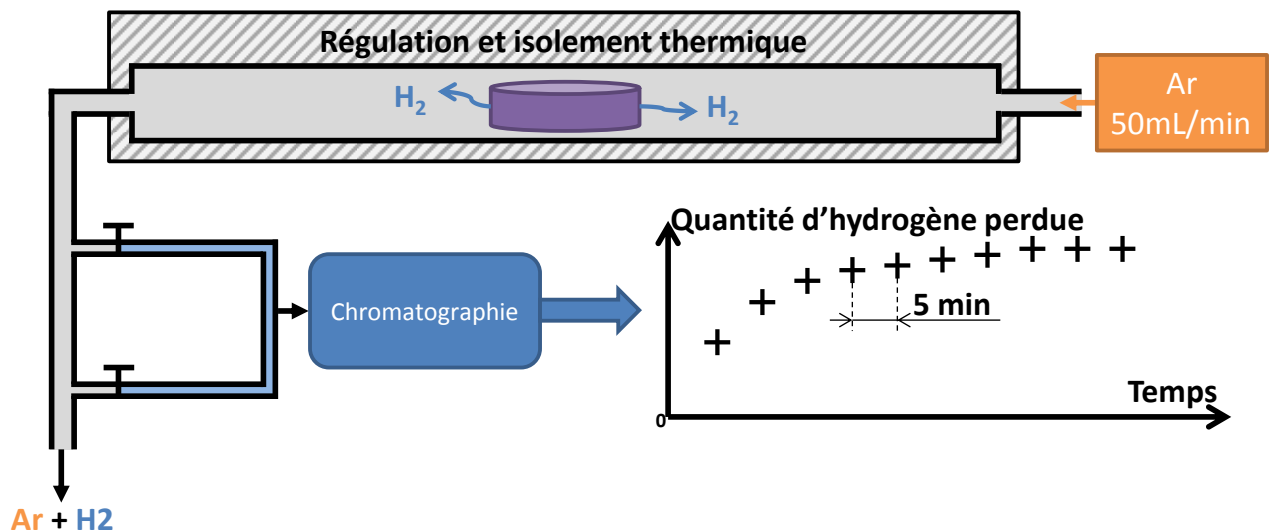 Régulation et isolement thermique
H2
H2
Ar
50mL/min
Quantité d’hydrogène perdue
Chromatographie
5 min
Temps
0
Ar + H2